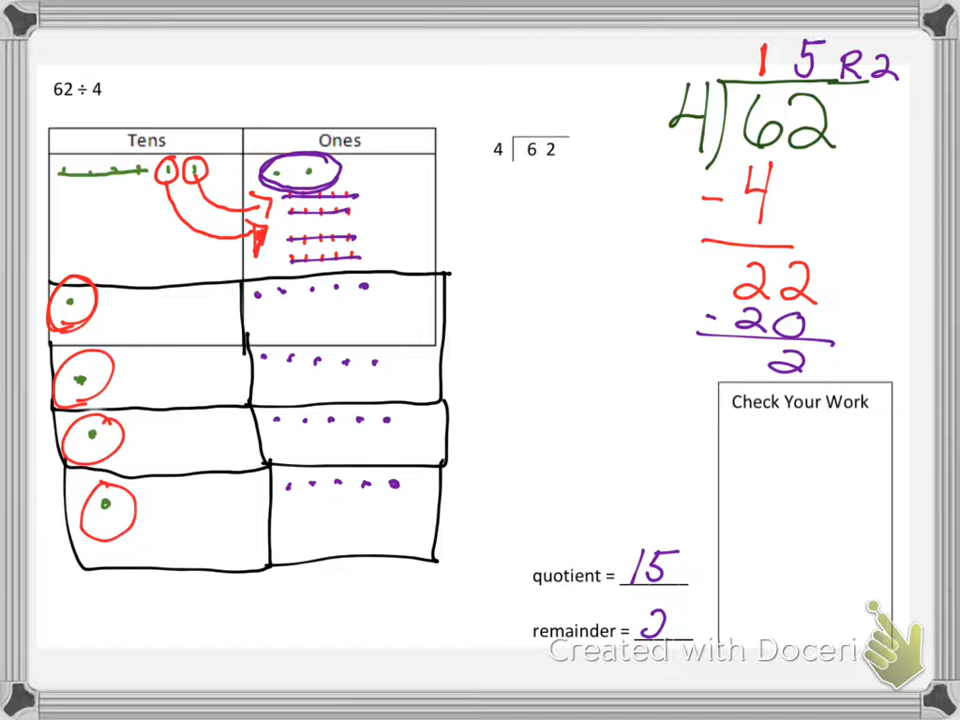 62 ÷ 4
Tens Ones
4 6 2
1 5 R2
4 62
- 4
22
- 20
2
Check Your Work
quotient = 15
remainder = 2
Created with Doceri